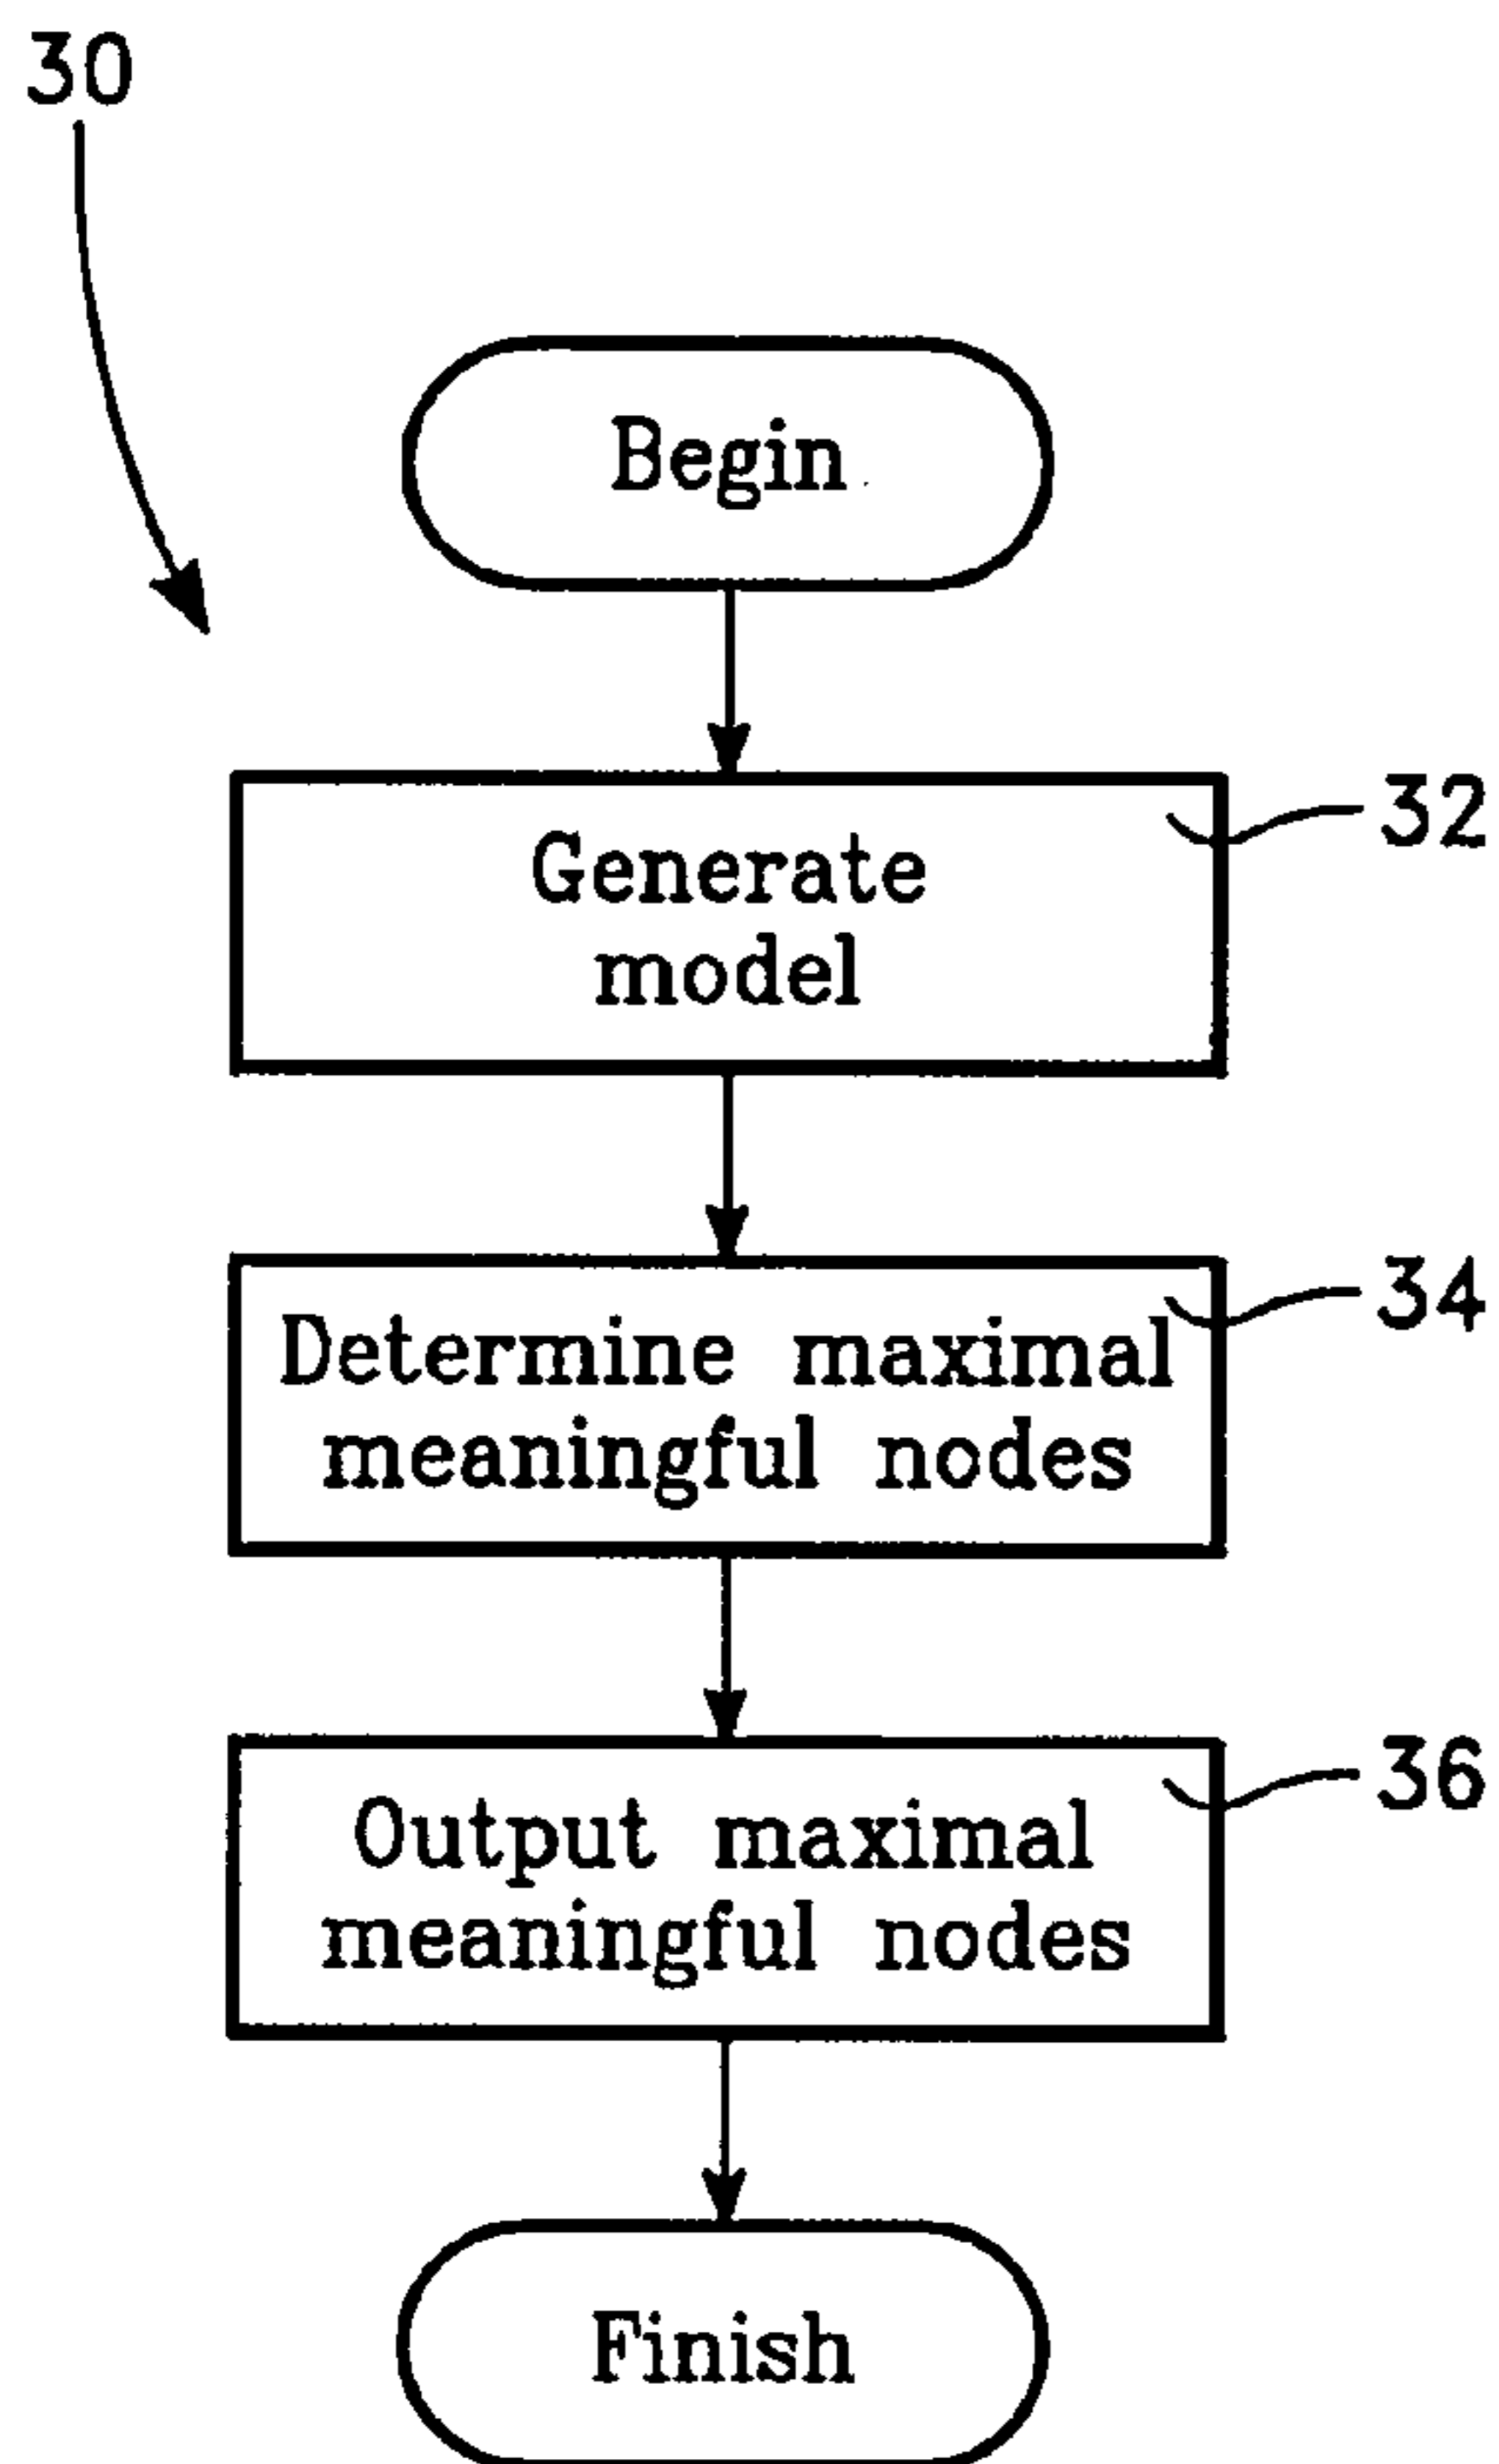 30
Begin
Generate
model
32
Determine maximal
meaningful nodes
34
Output maximal
meaningful nodes
36
Finish